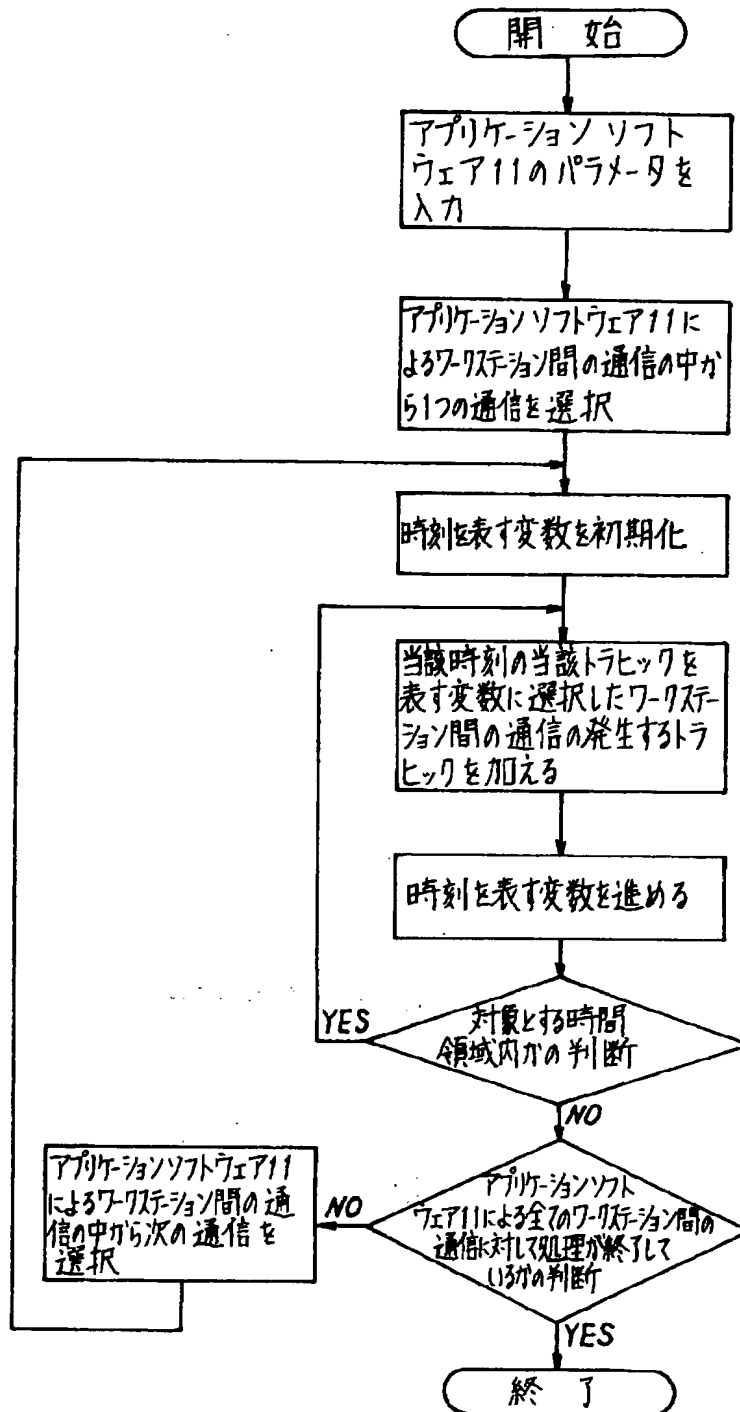 開 始
アプリケーション ソフト
ウェア11のパラメータを
入力
アプリケーションソフトウェア11に
よるワークステーション間の通信の中か
ら1つの通信を選択
時刻を表す変数を初期化
当該時刻の当該トラヒックを
表す変数に選択したワークステー
ション間の通信の発生するトラ
ヒックを加える
時刻を表す変数を進める
対象とする時間
領域内かの判断
YES
NO
アプリケーションソフト
ウェア11による全てのワークステーション間の
通信に対して処理が終了して
いるかの判断
NO
アプリケーションソフトウェア11
によるワークステーション間の通
信の中から次の通信を
選択
YES
終 了